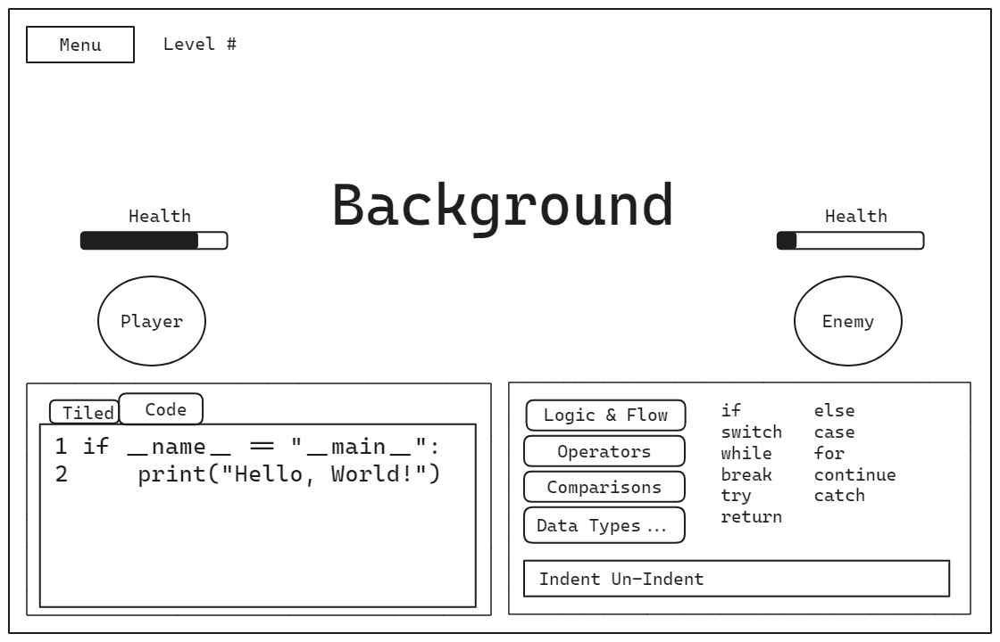 Menu
Level #
Background
Health
Health
Player
Enemy
Tiled
Code
1 if __name__ == "__main__":
2     print("Hello, World!")
Logic & Flow
Operators
Comparisons
Data Types...
if else
switch case
while for
break continue
try catch
return
Indent Un-Indent